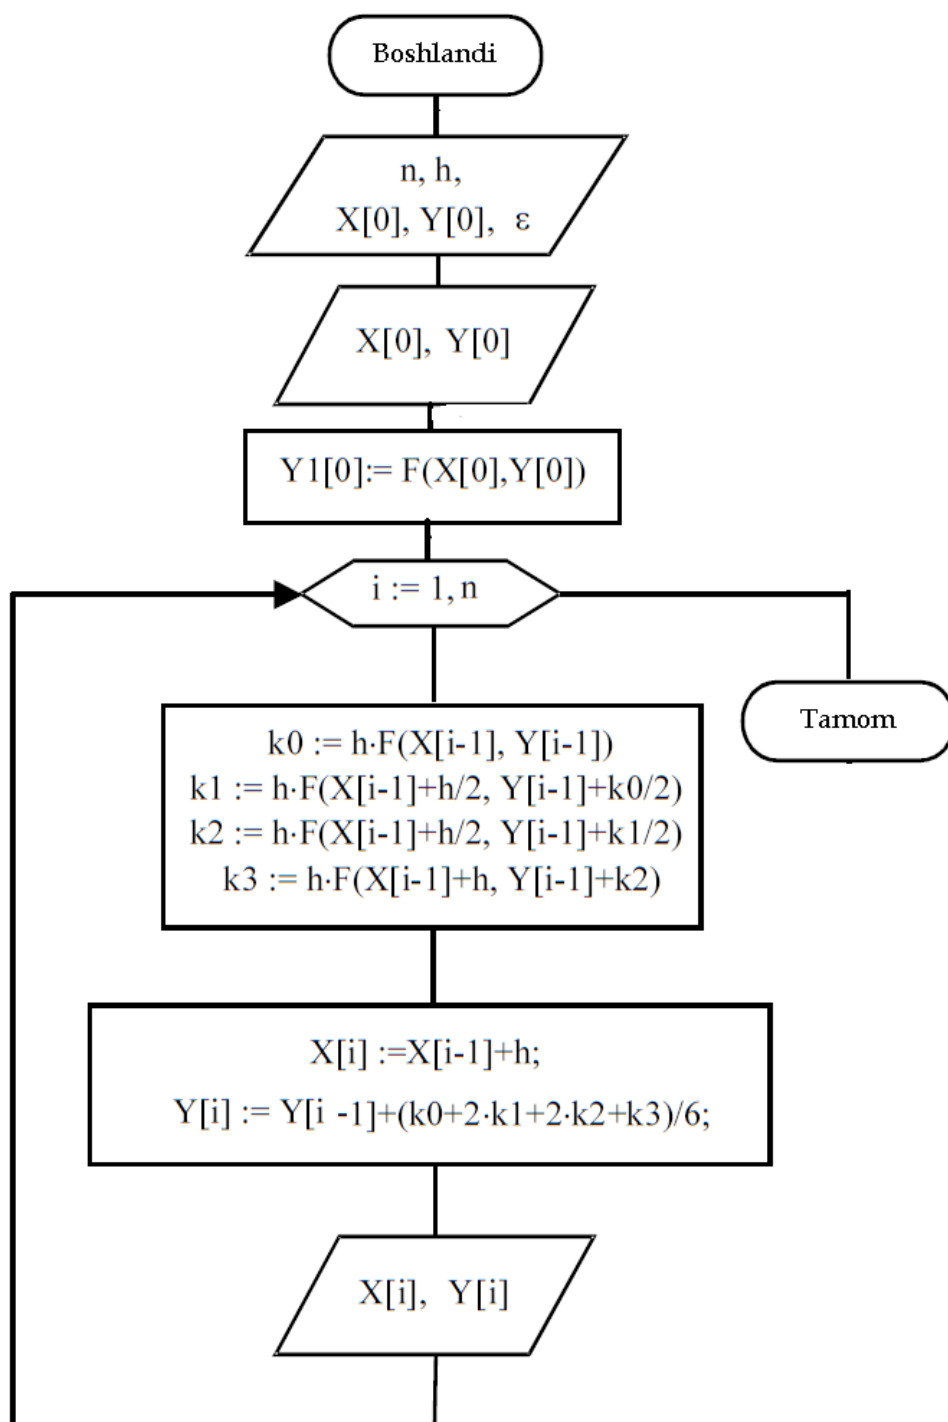 Boshlandi
n, h,
X[0], Y[0], ε
X[0], Y[0]
Y1[0]:= F(X[0],Y[0])
i := 1, n
Tamom
k0 := h·F(X[i-1], Y[i-1])
k1 := h·F(X[i-1]+h/2, Y[i-1]+k0/2)
k2 := h·F(X[i-1]+h/2, Y[i-1]+k1/2)
k3 := h·F(X[i-1]+h, Y[i-1]+k2)
X[i] :=X[i-1]+h;
Y[i] := Y[i -1]+(k0+2·k1+2·k2+k3)/6;
X[i], Y[i]